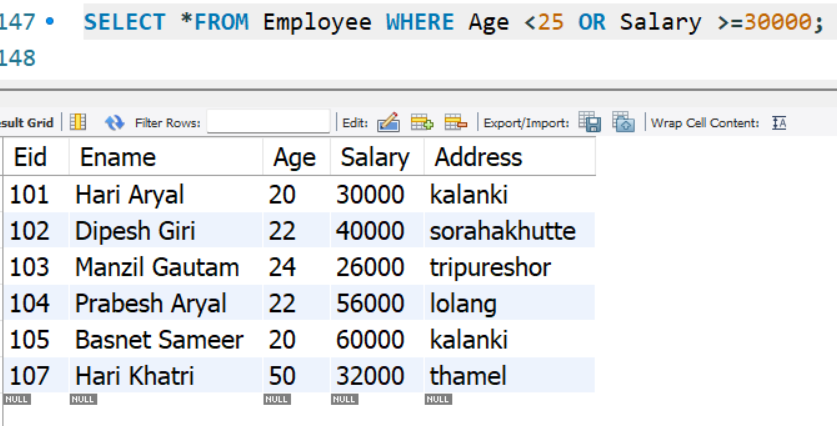 147 SELECT *FROM Employee WHERE Age <25 OR Salary >=30000;
148
sult Grid Filter Rows: Edit: Export/Import: Wrap Cell Content: IA
Eid Ename Age Salary Address
101 Hari Aryal 20 30000 kalanki
102 Dipesh Giri 22 40000 sorahakhutte
103 Manzil Gautam 24 26000 tripureshor
104 Prabesh Aryal 22 56000 lolang
105 Basnet Sameer 20 60000 kalanki
107 Hari Khatri 50 32000 thamel
NULL NULL NULL NULL NULL